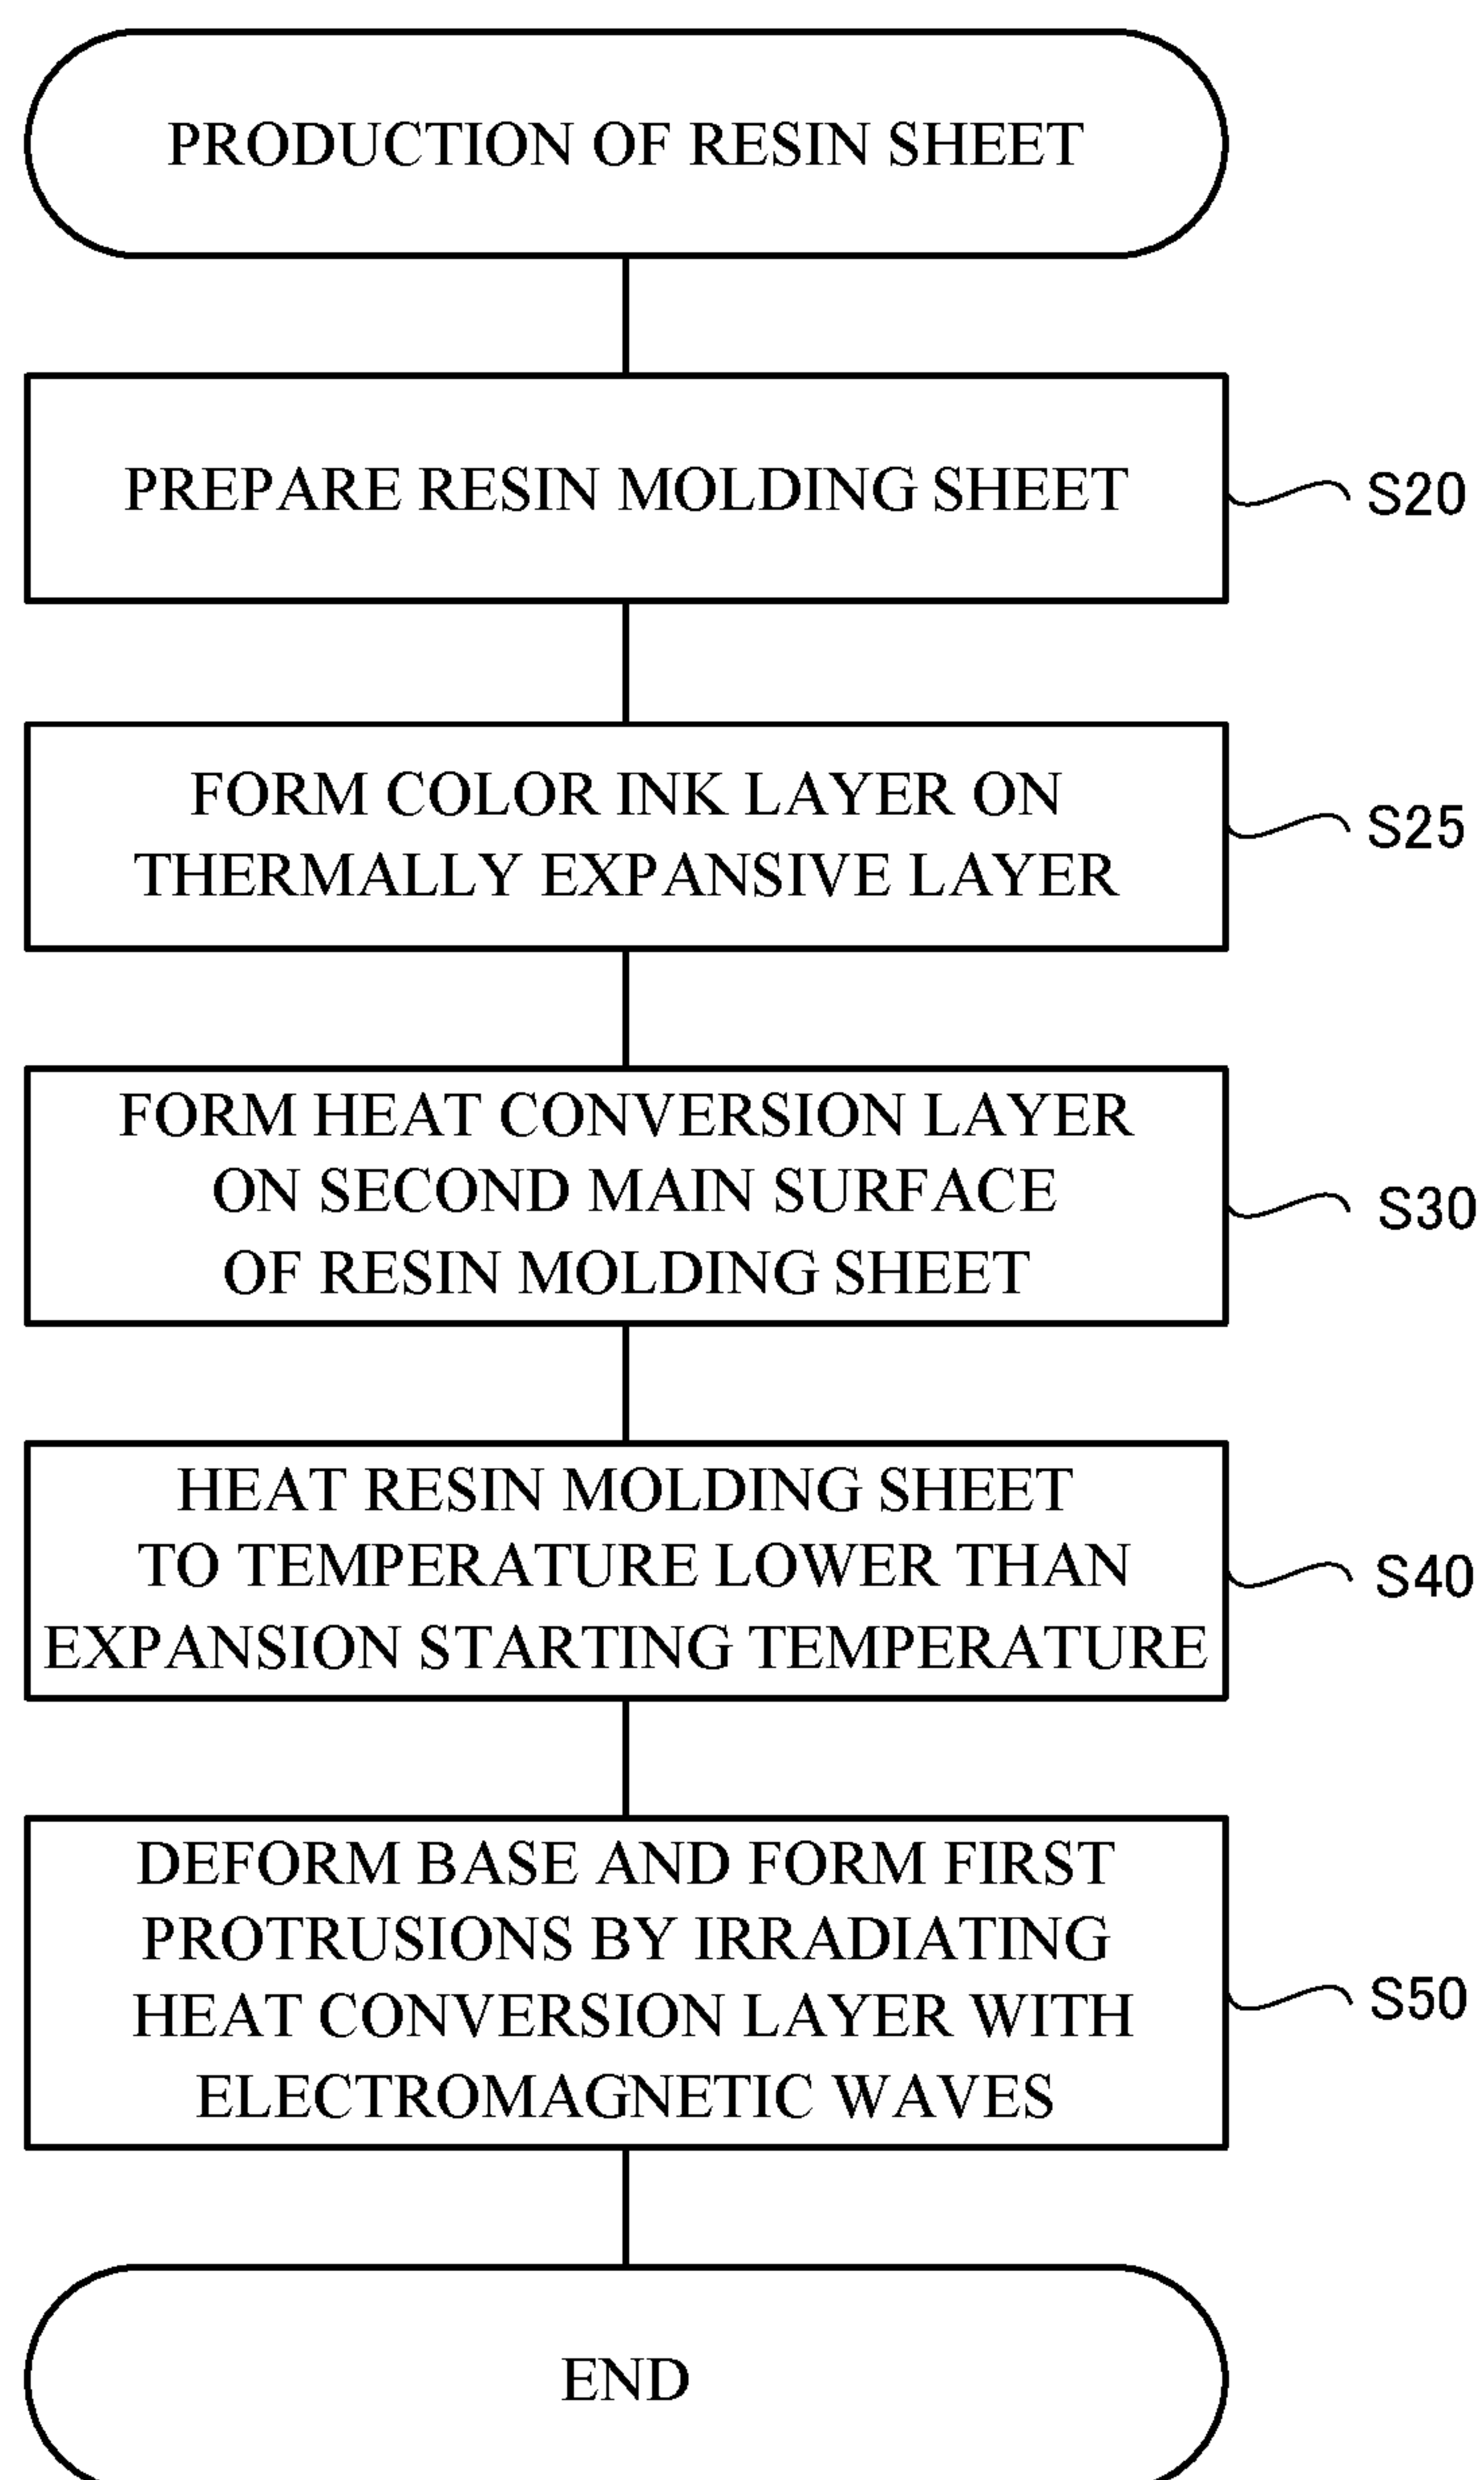 PRODUCTION OF RESIN SHEET
PREPARE RESIN MOLDING SHEET
S20
FORM COLOR INK LAYER ON
THERMALLY EXPANSIVE LAYER
S25
FORM HEAT CONVERSION LAYER
ON SECOND MAIN SURFACE
OF RESIN MOLDING SHEET
S30
HEAT RESIN MOLDING SHEET
TO TEMPERATURE LOWER THAN
EXPANSION STARTING TEMPERATURE
S40
DEFORM BASE AND FORM FIRST
PROTRUSIONS BY IRRADIATING
HEAT CONVERSION LAYER WITH
ELECTROMAGNETIC WAVES
S50
END